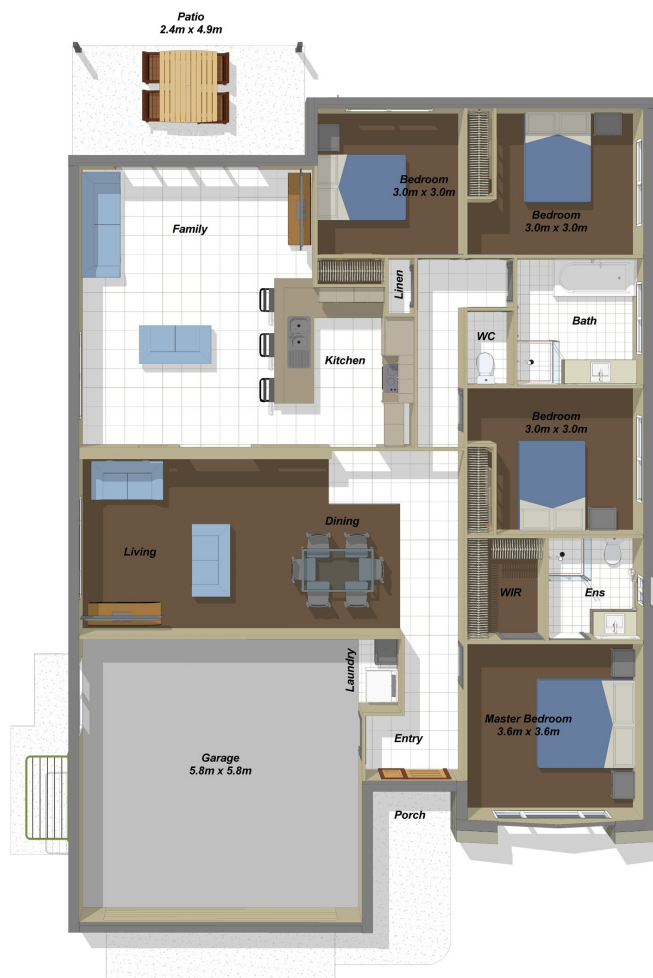 Patio
2.4m x 4.9m
Bedroom
3.0m x 3.0m
Bedroom
3.0m x 3.0m
Family
Linen
WC
Bath
Kitchen
Bedroom
3.0m x 3.0m
Dining
Living
WIR
Ens
Laundry
Master Bedroom
3.6m x 3.6m
Entry
Garage
5.8m x 5.8m
Porch